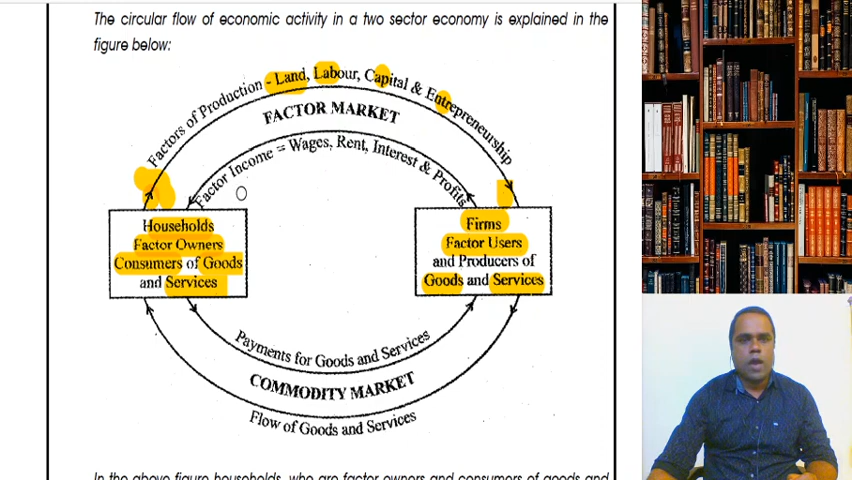 The circular flow of economic activity in a two sector economy is explained in the
figure below:
Factors of Production - Land, Labour, Capital & Entrepreneurship
FACTOR MARKET
Factor Income = Wages, Rent, Interest & Profits
Households
Factor Owners
Consumers of Goods
and Services
Firms
Factor Users
and Producers of
Goods and Services
Payments for Goods and Services
COMMODITY MARKET
Flow of Goods and Services
In the above figure households, who are factor owners and consumers of goods and